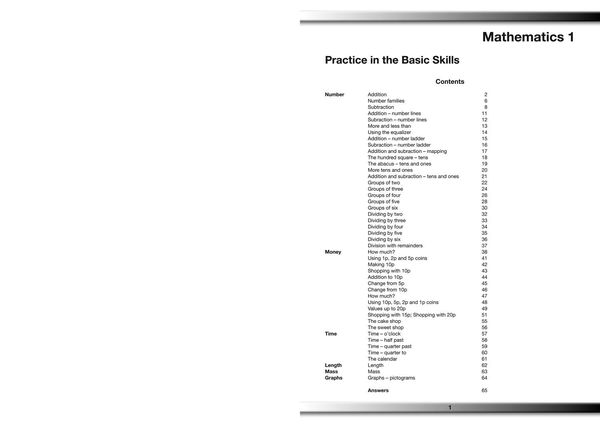 Mathematics 1
Practice in the Basic Skills
Contents
Number Addition 2
Number families 6
Subtraction 8
Addition – number lines 11
Subraction – number lines 12
More and less than 13
Using the equalizer 14
Addition – number ladder 15
Subraction – number ladder 16
Addition and subraction – mapping 17
The hundred square – tens 18
The abacus – tens and ones 19
More tens and ones 20
Addition and subraction – tens and ones 21
Groups of two 22
Groups of three 24
Groups of four 26
Groups of five 28
Groups of six 30
Dividing by two 32
Dividing by three 33
Dividing by four 34
Dividing by five 35
Dividing by six 36
Division with remainders 37
Money How much? 38
Using 1p, 2p and 5p coins 41
Making 10p 42
Shopping with 10p 43
Addition to 10p 44
Change from 5p 45
Change from 10p 46
How much? 47
Using 10p, 5p, 2p and 1p coins 48
Values up to 20p 49
Shopping with 15p; Shopping with 20p 51
The cake shop 55
The sweet shop 56
Time Time – o'clock 57
Time – half past 58
Time – quarter past 59
Time – quarter to 60
The calendar 61
Length Length 62
Mass Mass 63
Graphs Graphs – pictograms 64
Answers 65
1